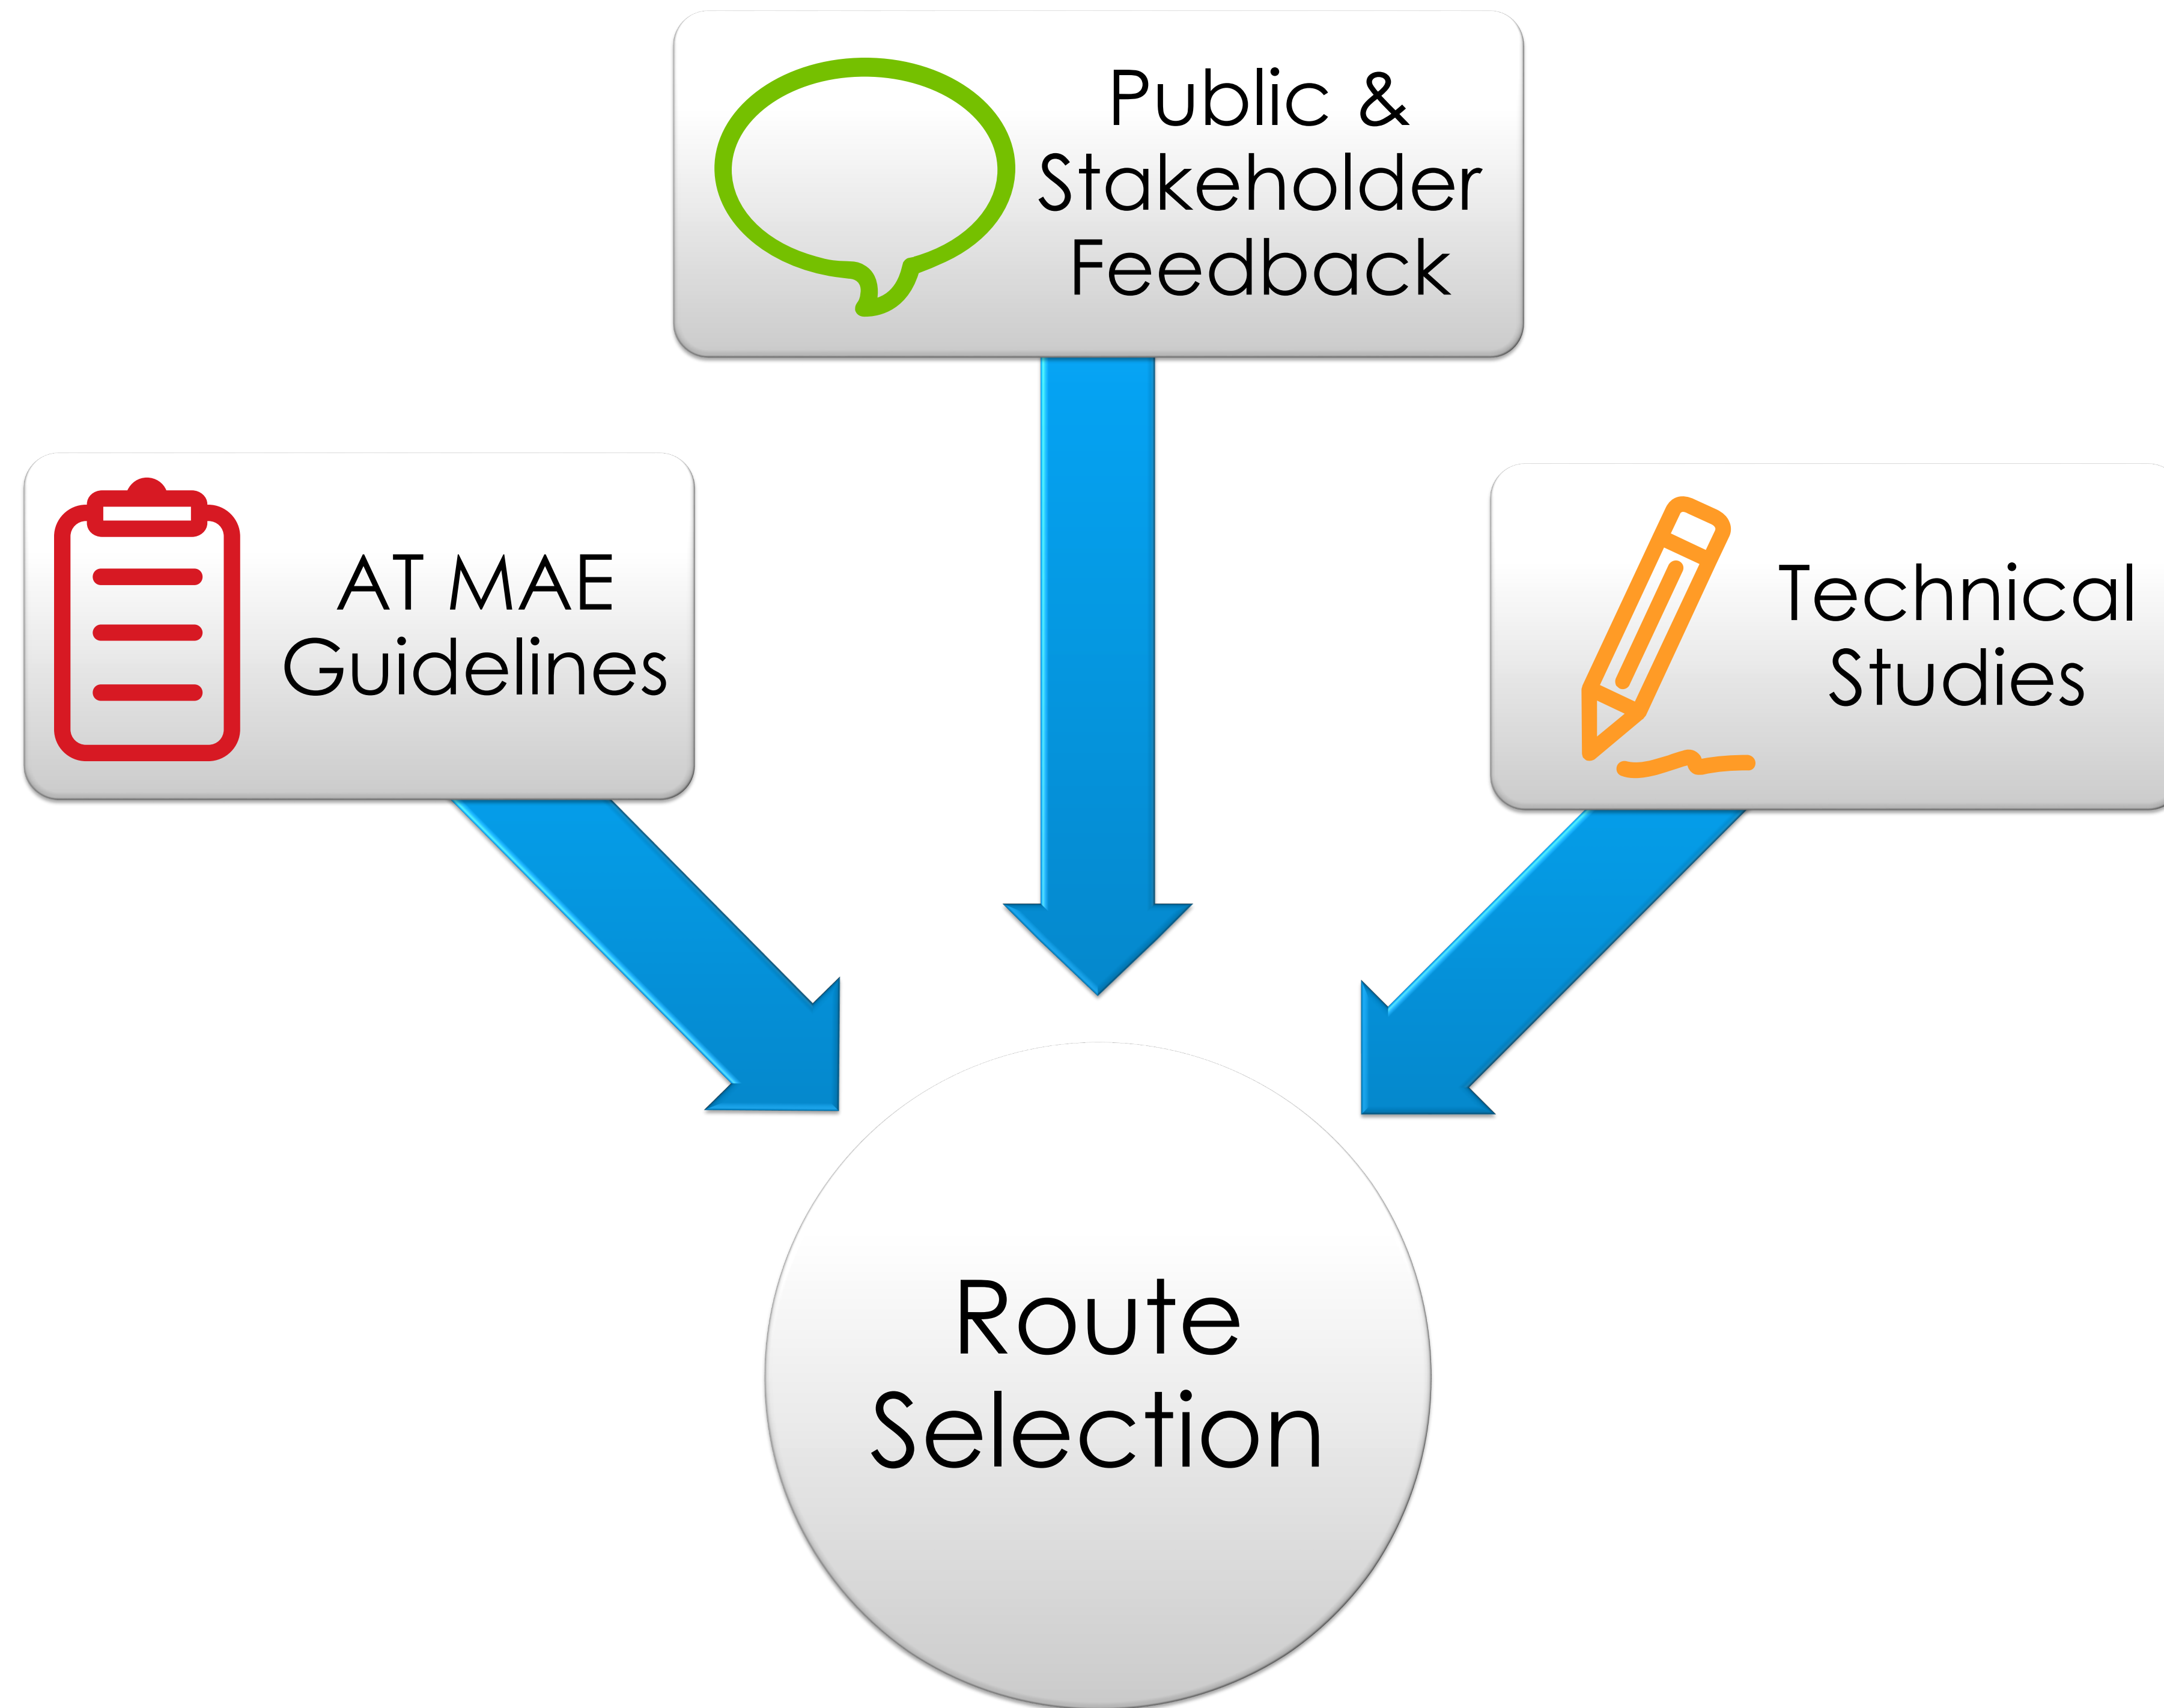 Public &
Stakeholder
Feedback
AT MAE
Guidelines
Technical
Studies
Route
Selection